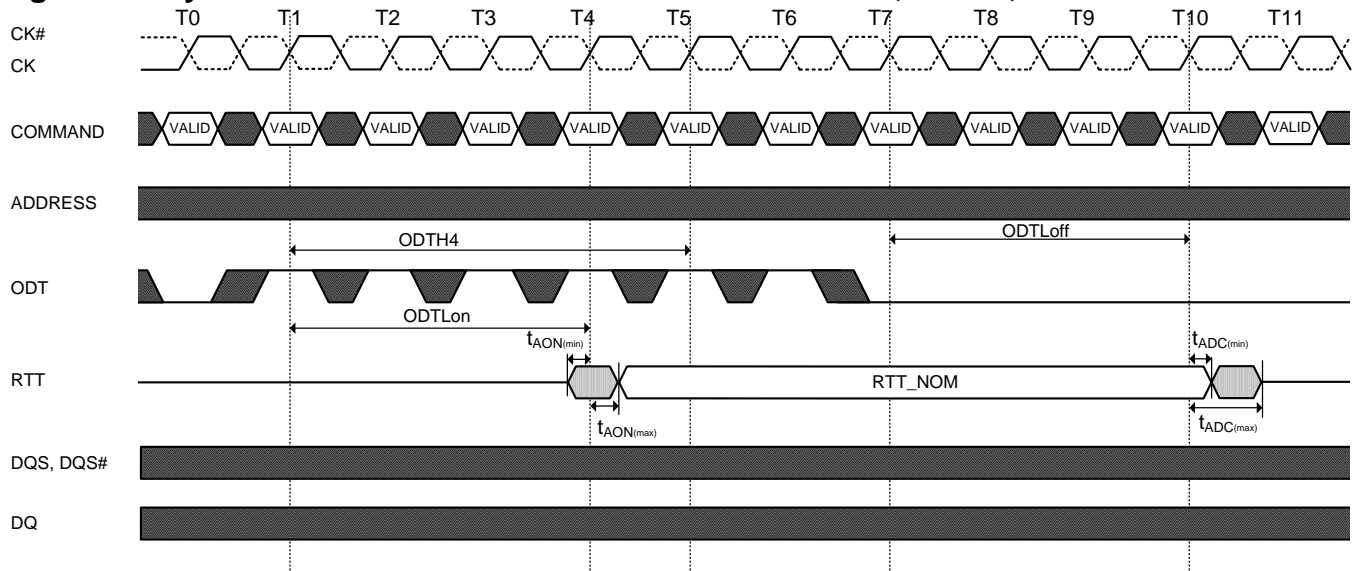 T0 T1 T2 T3 T4 T5 T6 T7 T8 T9 T10 T11
CK#
CK
COMMAND VALID VALID VALID VALID VALID VALID VALID VALID VALID VALID VALID VALID
ADDRESS
ODTH4 ODTLoff
ODT
ODTLon
tAON(min) tADC(min)
RTT RTT_NOM
tAON(max) tADC(max)
DQS, DQS#
DQ